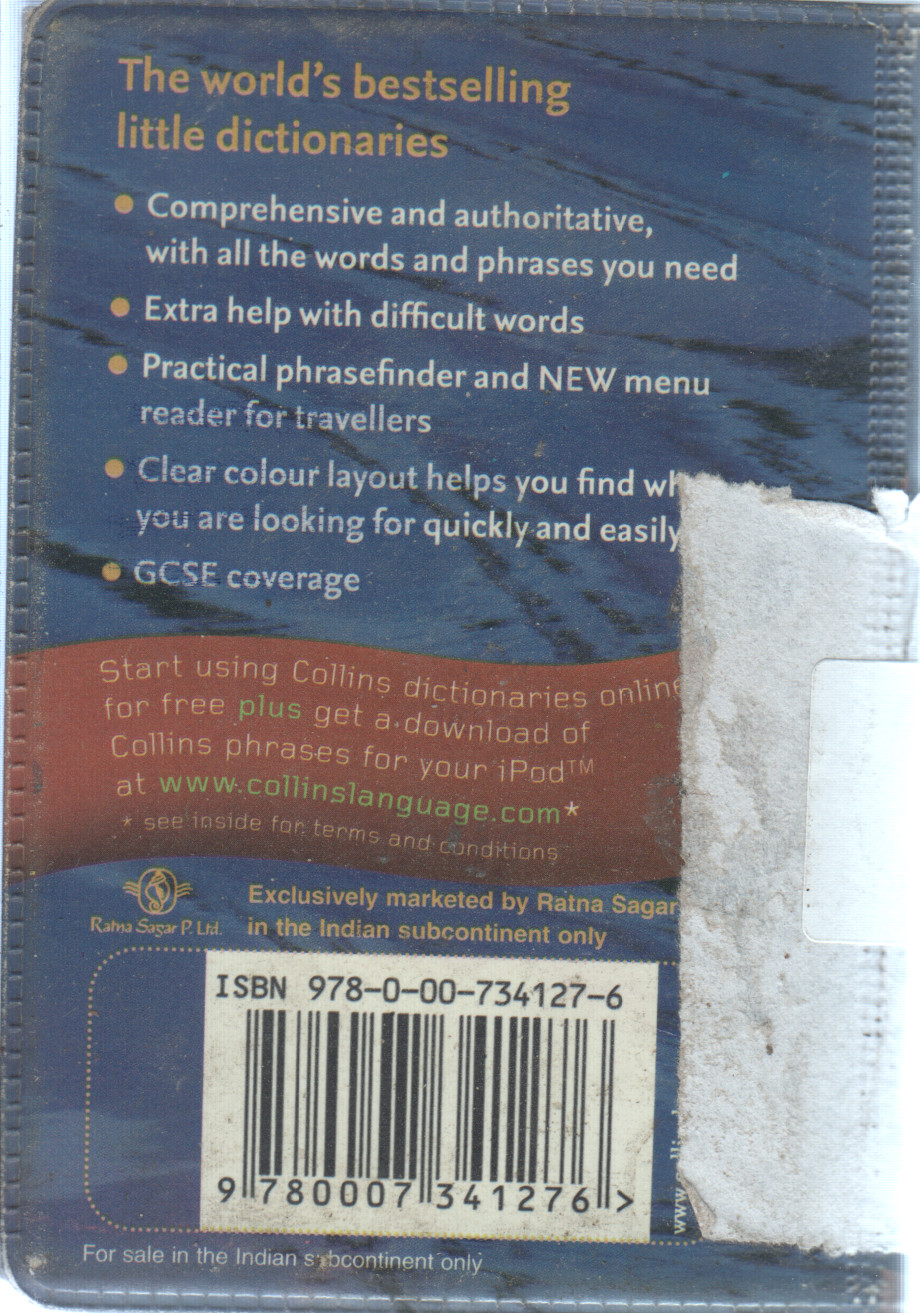 The world's bestselling
little dictionaries
• Comprehensive and authoritative,
with all the words and phrases you need
• Extra help with difficult words
• Practical phrasefinder and NEW menu
reader for travellers
• Clear colour layout helps you find wh
you are looking for quickly and easily
• GCSE coverage
Start using Collins dictionaries online
for free plus get a download of
Collins phrases for your iPod™
at www.collinslanguage.com*
* see inside for terms and conditions
Ratna Sagar P. Ltd.
Exclusively marketed by Ratna Sagar
in the Indian subcontinent only
ISBN 978-0-00-734127-6
9 780007 341276 >
For sale in the Indian subcontinent only